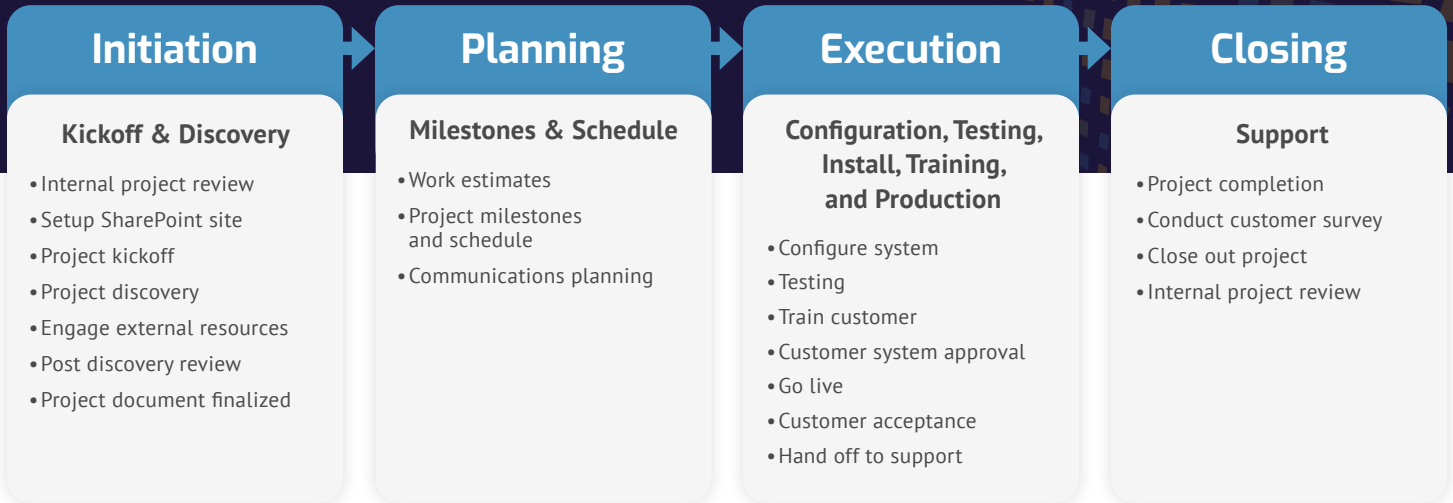 Initiation
Kickoff & Discovery
• Internal project review
• Setup SharePoint site
• Project kickoff
• Project discovery
• Engage external resources
• Post discovery review
• Project document finalized
Planning
Milestones & Schedule
• Work estimates
• Project milestones
and schedule
• Communications planning
Execution
Configuration, Testing,
Install, Training,
and Production
• Configure system
• Testing
• Train customer
• Customer system approval
• Go live
• Customer acceptance
• Hand off to support
Closing
Support
• Project completion
• Conduct customer survey
• Close out project
• Internal project review